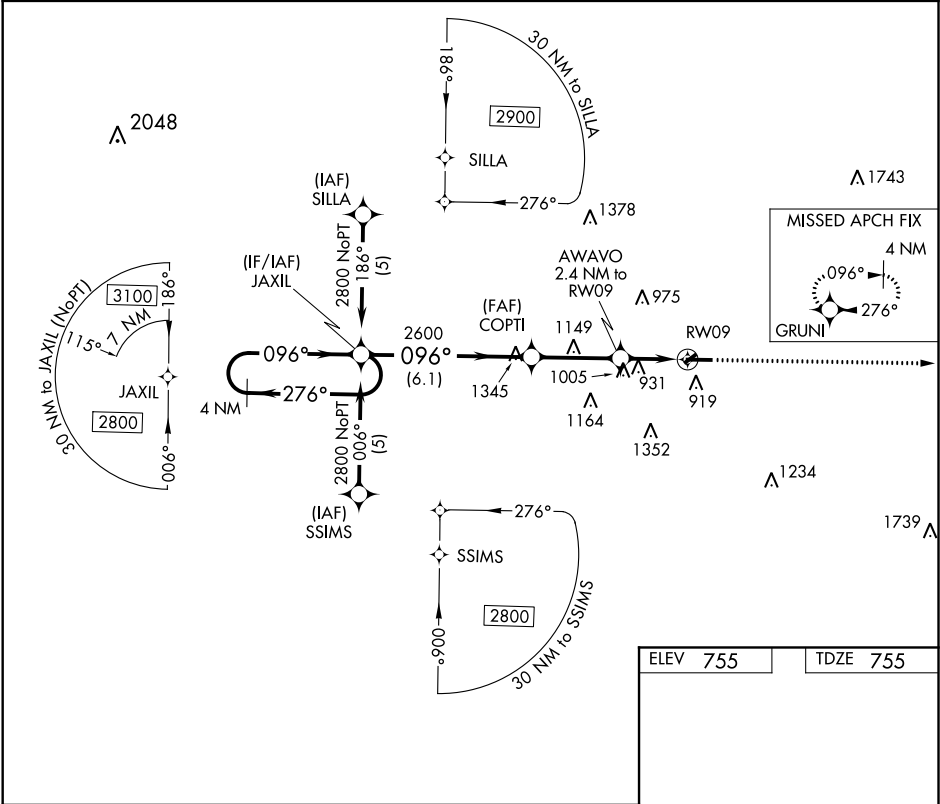 30 NM to SILLA
186°
2900
SILLA
276°
2048
1743
1378
(IAF)
SILLA
2800 NoPT
186°
(5)
MISSED APCH FIX
4 NM
096°
276°
GRUNI
(IF/IAF)
JAXIL
AWAVO
2.4 NM to
RW09
975
(FAF)
COPTI
30 NM to JAXIL (NoPT)
3100
186°
7 NM
115°
JAXIL
2800
006°
096°
276°
4 NM
2600
096°
(6.1)
1345
1149
1005
931
RW09
919
1164
1352
2800 NoPT
006°
(5)
(IAF)
SSIMS
1234
1739
276°
SSIMS
2800
006°
30 NM to SSIMS
ELEV 755
TDZE 755